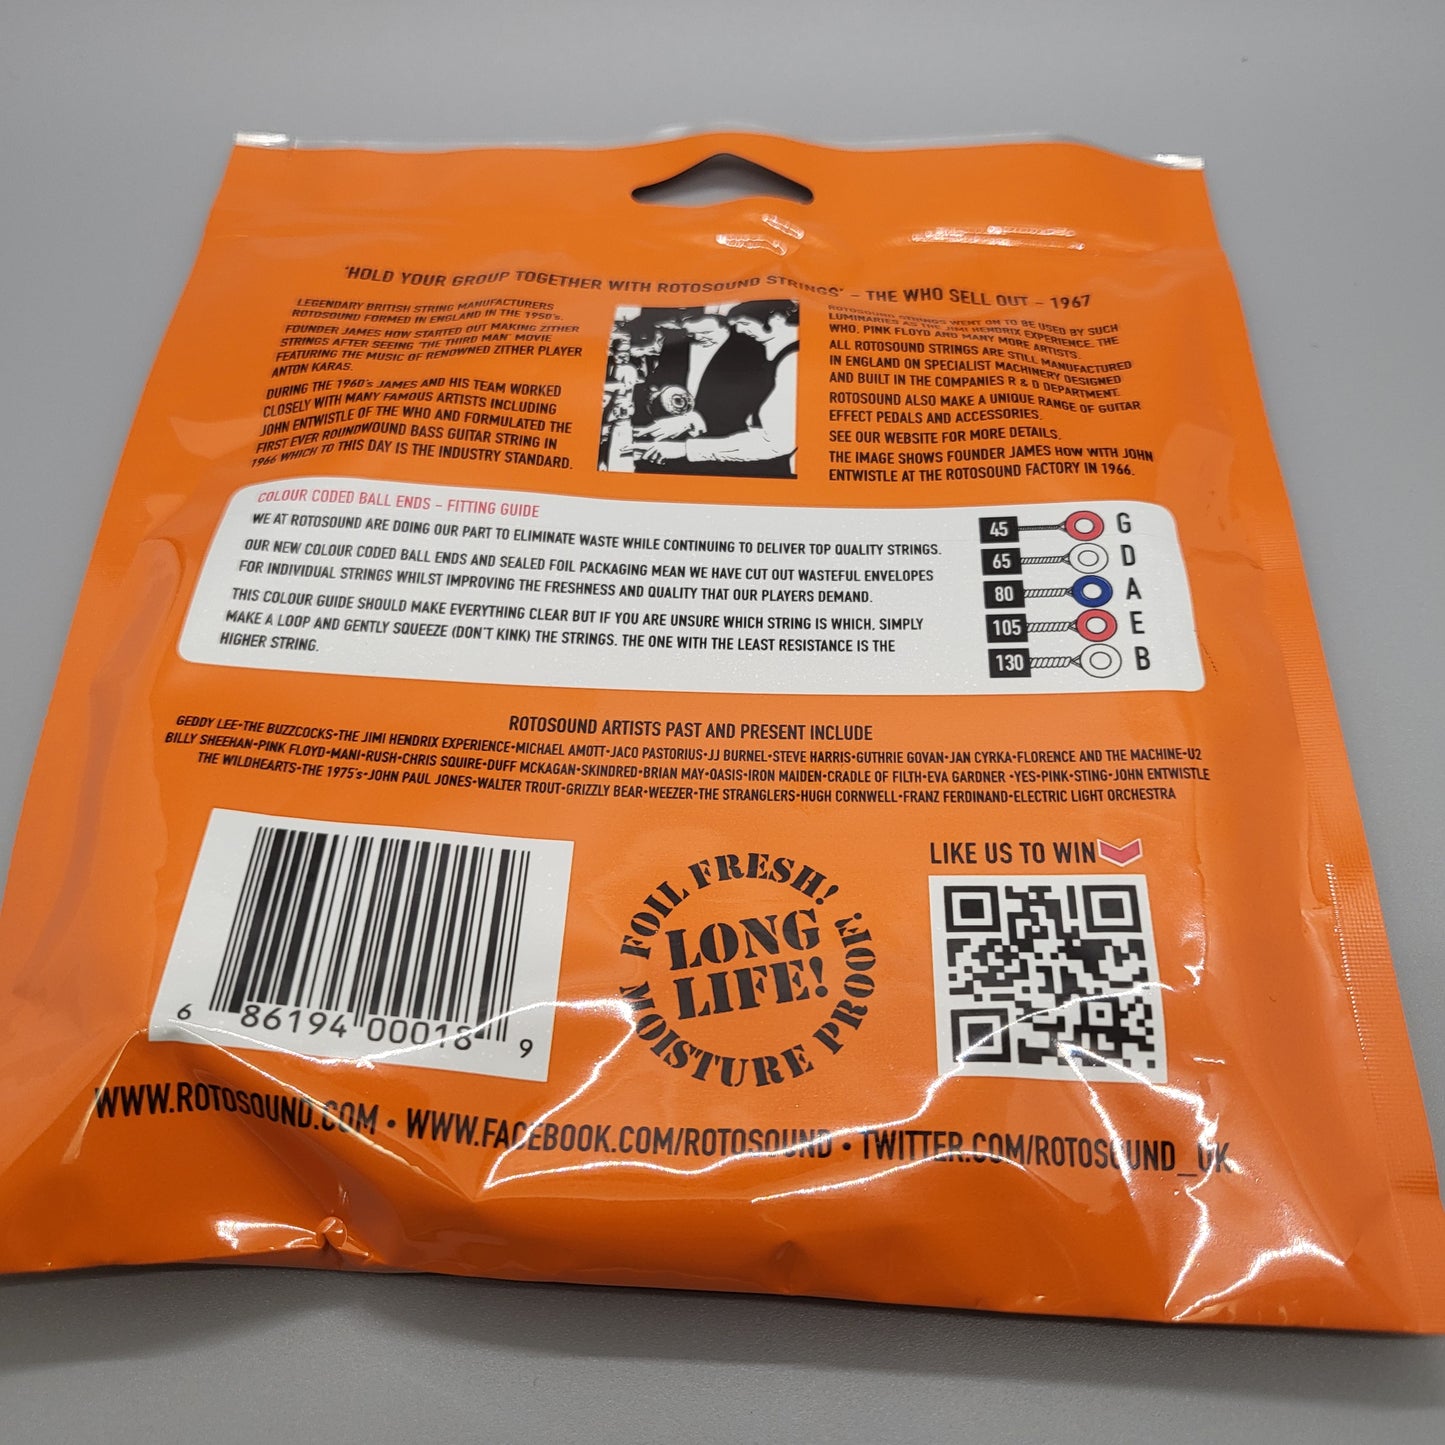 'HOLD YOUR GROUP TOGETHER WITH ROTOSOUND STRINGS' – THE WHO SELL OUT – 1967
LEGENDARY BRITISH STRING MANUFACTURERS
ROTOSOUND FORMED IN ENGLAND IN THE 1950's.
FOUNDER JAMES HOW STARTED OUT MAKING ZITHER
STRINGS AFTER SEEING 'THE THIRD MAN' MOVIE
FEATURING THE MUSIC OF RENOWNED ZITHER PLAYER
ANTON KARAS.
DURING THE 1960's JAMES AND HIS TEAM WORKED
CLOSELY WITH MANY FAMOUS ARTISTS INCLUDING
JOHN ENTWISTLE OF THE WHO AND FORMULATED THE
FIRST EVER ROUNDWOUND BASS GUITAR STRING IN
1966 WHICH TO THIS DAY IS THE INDUSTRY STANDARD.
ROTOSOUND STRINGS WENT ON TO BE USED BY SUCH
LUMINARIES AS THE JIMI HENDRIX EXPERIENCE, THE
WHO, PINK FLOYD AND MANY MORE ARTISTS.
ALL ROTOSOUND STRINGS ARE STILL MANUFACTURED
IN ENGLAND ON SPECIALIST MACHINERY DESIGNED
AND BUILT IN THE COMPANIES R & D DEPARTMENT.
ROTOSOUND ALSO MAKE A UNIQUE RANGE OF GUITAR
EFFECT PEDALS AND ACCESSORIES.
SEE OUR WEBSITE FOR MORE DETAILS.
THE IMAGE SHOWS FOUNDER JAMES HOW WITH JOHN
ENTWISTLE AT THE ROTOSOUND FACTORY IN 1966.
COLOUR CODED BALL ENDS – FITTING GUIDE
WE AT ROTOSOUND ARE DOING OUR PART TO ELIMINATE WASTE WHILE CONTINUING TO DELIVER TOP QUALITY STRINGS.
OUR NEW COLOUR CODED BALL ENDS AND SEALED FOIL PACKAGING MEAN WE HAVE CUT OUT WASTEFUL ENVELOPES
FOR INDIVIDUAL STRINGS WHILST IMPROVING THE FRESHNESS AND QUALITY THAT OUR PLAYERS DEMAND.
THIS COLOUR GUIDE SHOULD MAKE EVERYTHING CLEAR BUT IF YOU ARE UNSURE WHICH STRING IS WHICH, SIMPLY
MAKE A LOOP AND GENTLY SQUEEZE (DON'T KINK) THE STRINGS. THE ONE WITH THE LEAST RESISTANCE IS THE
HIGHER STRING.
45 G
65 D
80 A
105 E
130 B
ROTOSOUND ARTISTS PAST AND PRESENT INCLUDE
GEDDY LEE•THE BUZZCOCKS•THE JIMI HENDRIX EXPERIENCE•MICHAEL AMOTT•JACO PASTORIUS•JJ BURNEL•STEVE HARRIS•GUTHRIE GOVAN•JAN CYRKA•FLORENCE AND THE MACHINE•U2
BILLY SHEEHAN•PINK FLOYD•MANI•RUSH•CHRIS SQUIRE•DUFF MCKAGAN•SKINDRED•BRIAN MAY•OASIS•IRON MAIDEN•CRADLE OF FILTH•EVA GARDNER •YES•PINK•STING•JOHN ENTWISTLE
THE WILDHEARTS•THE 1975's•JOHN PAUL JONES•WALTER TROUT•GRIZZLY BEAR•WEEZER•THE STRANGLERS•HUGH CORNWELL•FRANZ FERDINAND•ELECTRIC LIGHT ORCHESTRA
6 86194 00018 9
FOIL FRESH!
LONG
LIFE!
MOISTURE PROOF!
LIKE US TO WIN
WWW.ROTOSOUND.COM • WWW.FACEBOOK.COM/ROTOSOUND • TWITTER.COM/ROTOSOUND_UK